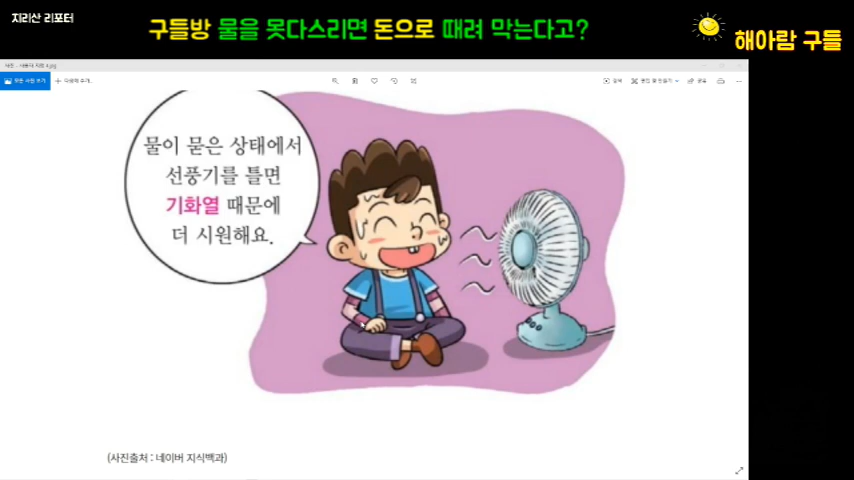 지리산 리포터
구들방 물을 못다스리면 돈으로 때려 막는다고?
해아람 구들
물이 묻은 상태에서
선풍기를 틀면
기화열 때문에
더 시원해요.
(사진출처 : 네이버 지식백과)